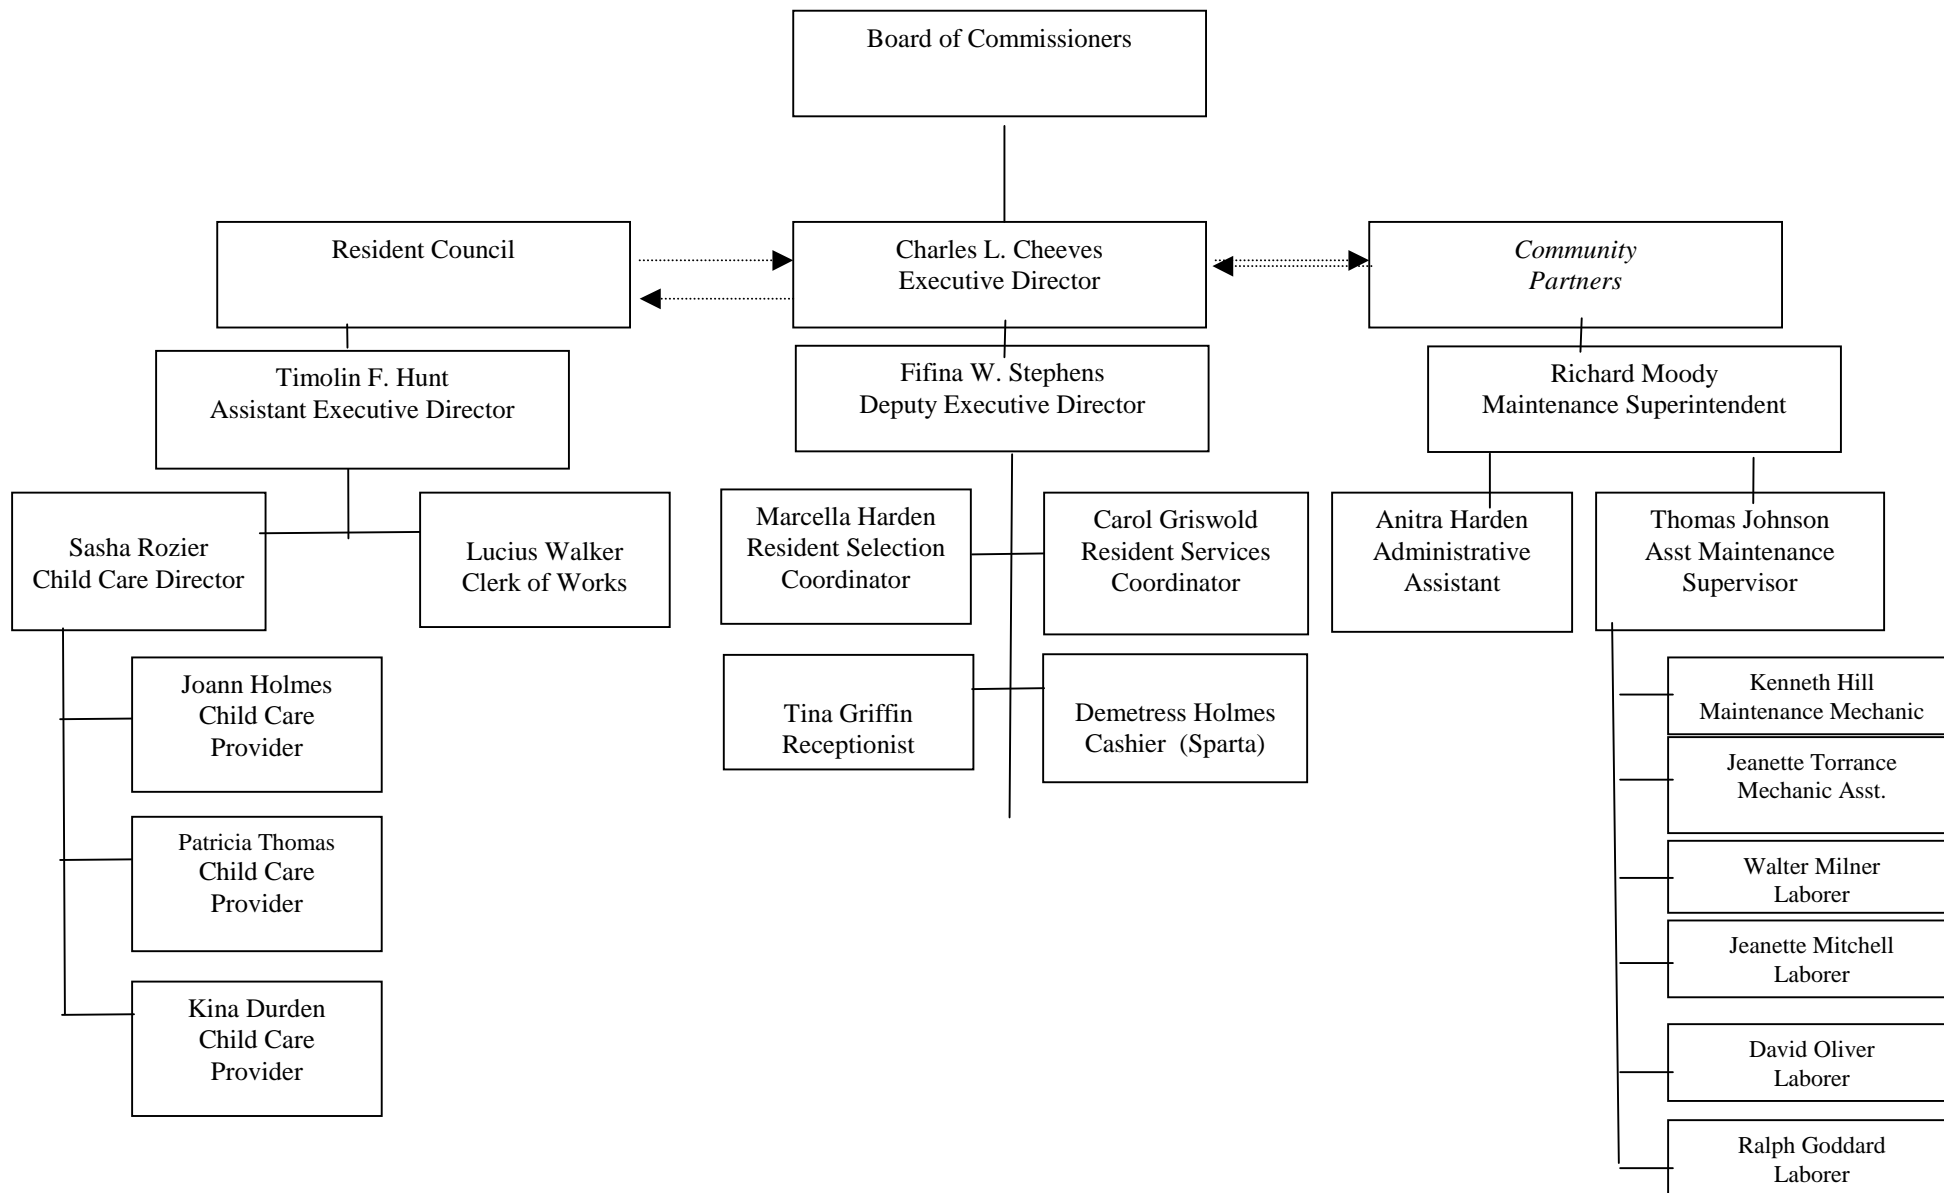 Board of Commissioners
Resident Council
Charles L. Cheeves
Executive Director
Community
Partners
Timolin F. Hunt
Assistant Executive Director
Fifina W. Stephens
Deputy Executive Director
Richard Moody
Maintenance Superintendent
Sasha Rozier
Child Care Director
Lucius Walker
Clerk of Works
Marcella Harden
Resident Selection
Coordinator
Carol Griswold
Resident Services
Coordinator
Anitra Harden
Administrative
Assistant
Thomas Johnson
Asst Maintenance
Supervisor
Joann Holmes
Child Care
Provider
Patricia Thomas
Child Care
Provider
Kina Durden
Child Care
Provider
Tina Griffin
Receptionist
Demetress Holmes
Cashier (Sparta)
Kenneth Hill
Maintenance Mechanic
Jeanette Torrance
Mechanic Asst.
Walter Milner
Laborer
Jeanette Mitchell
Laborer
David Oliver
Laborer
Ralph Goddard
Laborer